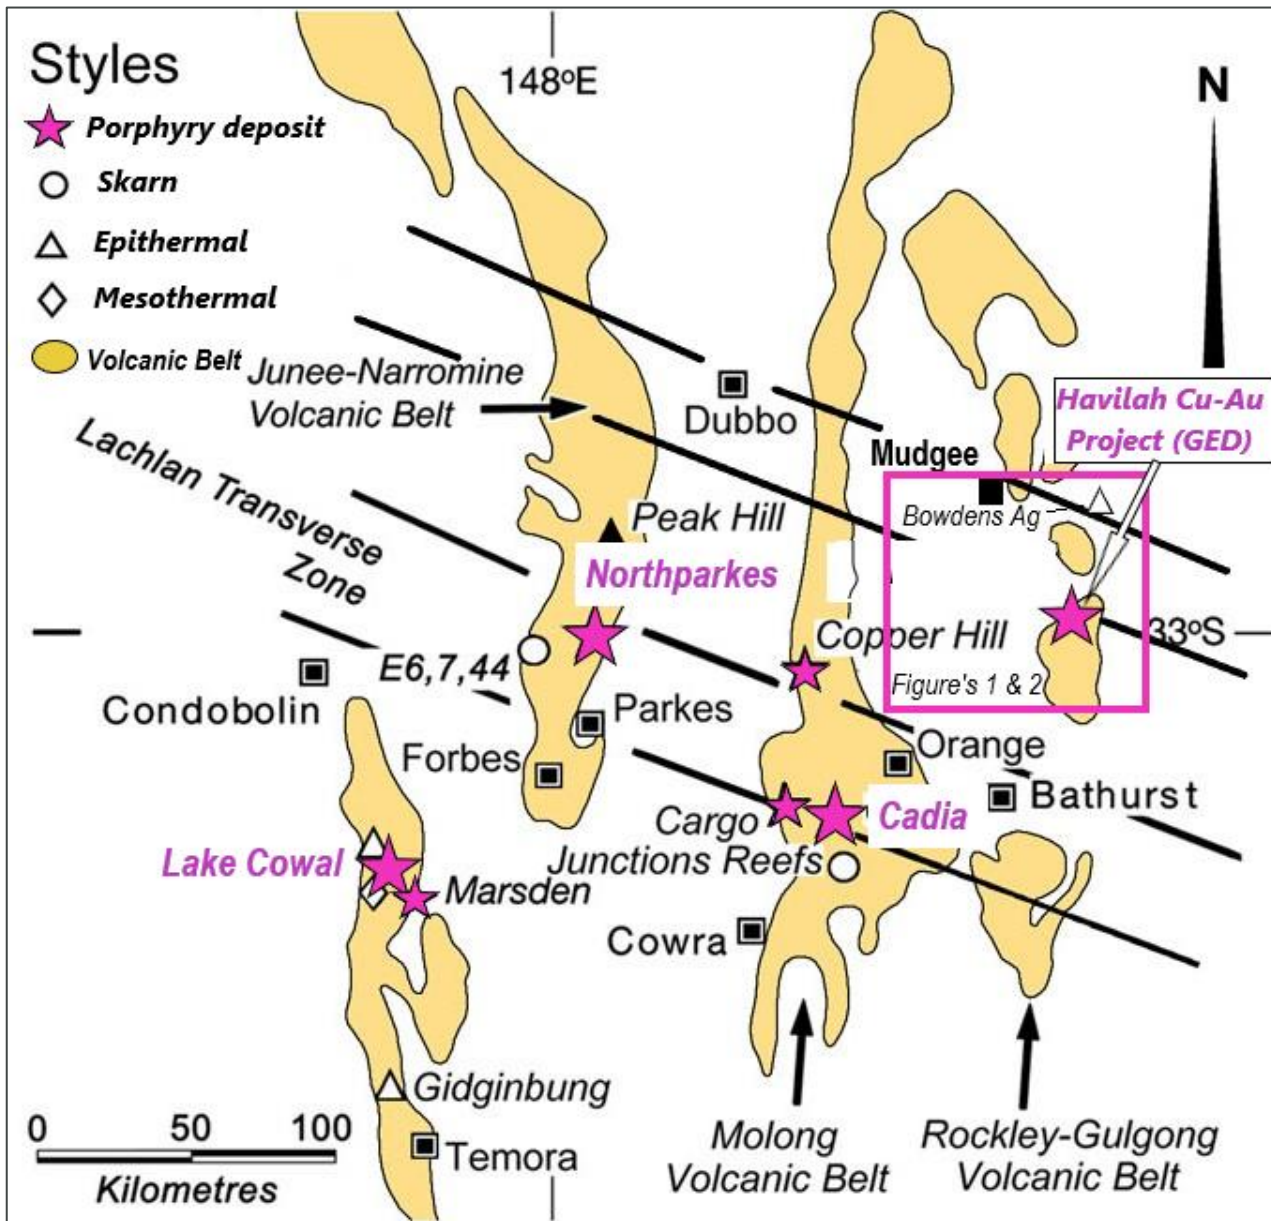 Styles
Porphyry deposit
Skarn
Epithermal
Mesothermal
Volcanic Belt
148ºE
N
Junee-Narromine
Volcanic Belt
Dubbo
Havilah Cu-Au
Project (GED)
Mudgee
Bowdens Ag
Lachlan Transverse
Zone
Peak Hill
Northparkes
33ºS
Copper Hill
E6,7,44
Figure's 1 & 2
Condobolin
Parkes
Forbes
Orange
Bathurst
Cargo
Cadia
Junctions Reefs
Lake Cowal
Marsden
Cowra
Gidginbung
Temora
0 50 100
Kilometres
Molong
Volcanic Belt
Rockley-Gulgong
Volcanic Belt